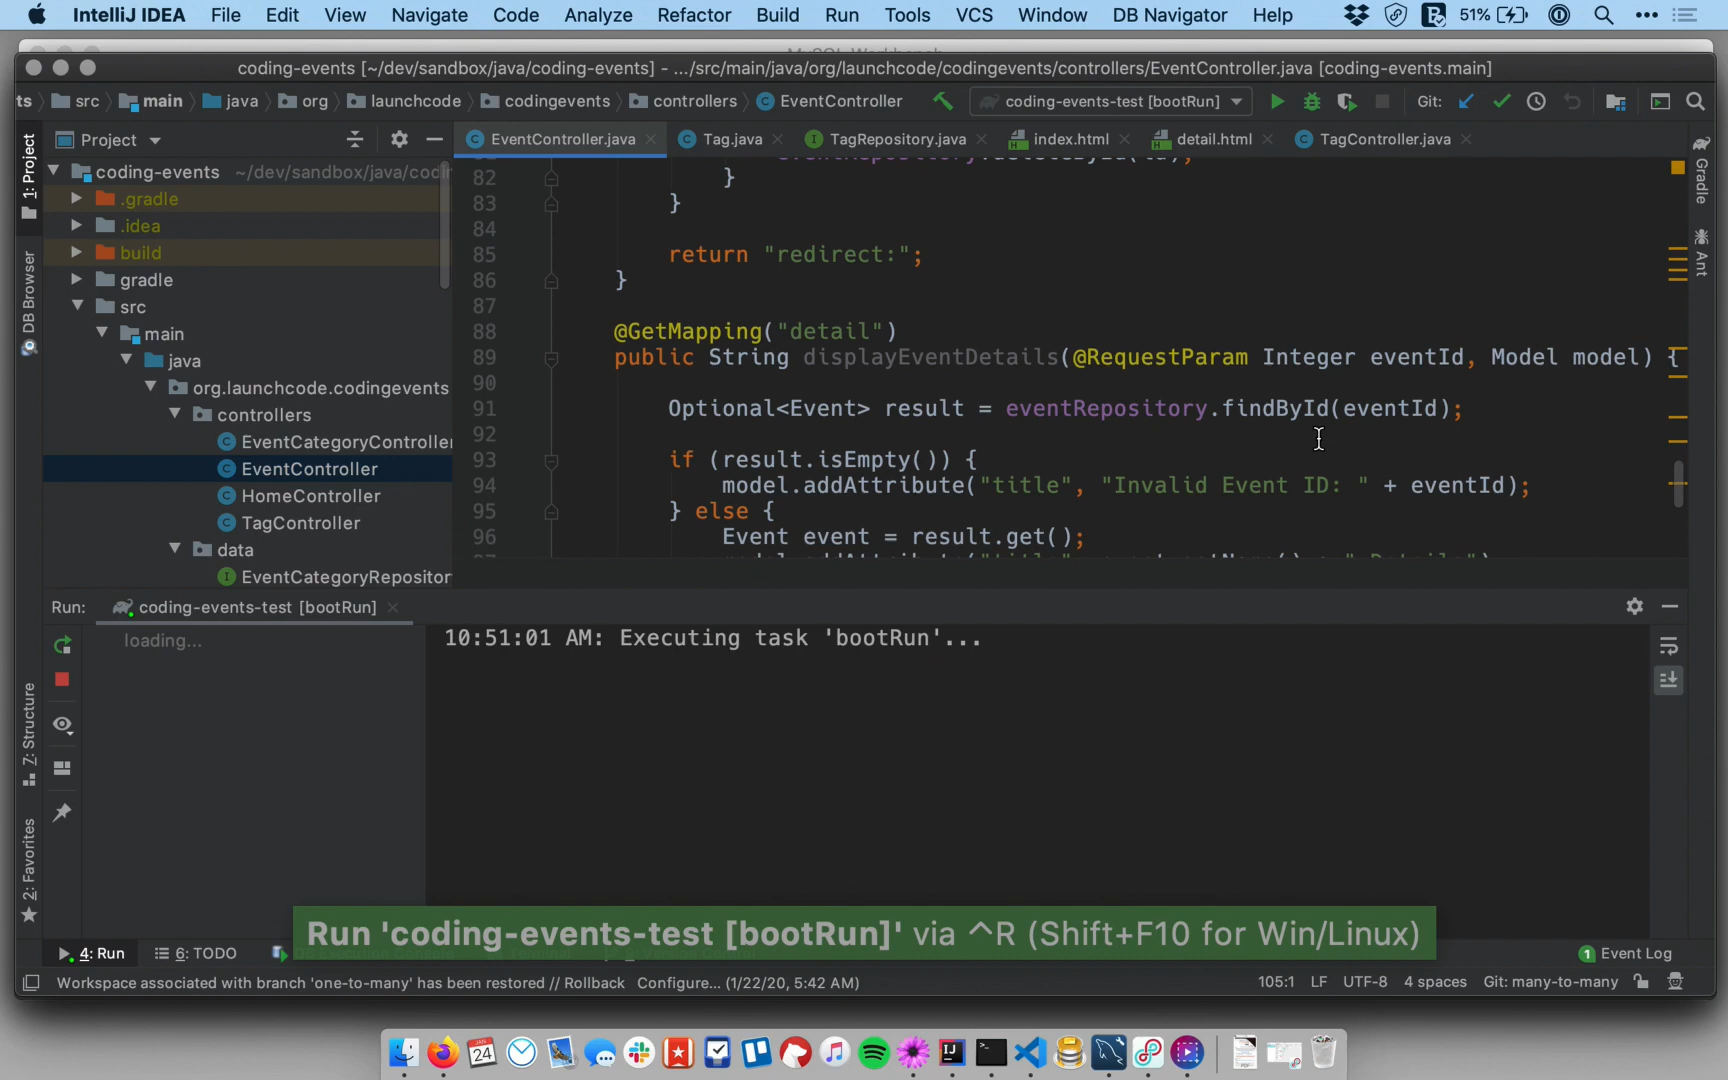 IntelliJ IDEA File Edit View Navigate Code Analyze Refactor Build Run Tools VCS Window DB Navigator Help 51%
coding-events [~/dev/sandbox/java/coding-events] - .../src/main/java/org/launchcode/codingevents/controllers/EventController.java [coding-events.main]
ts src main java org launchcode codingevents controllers EventController coding-events-test [bootRun] Git:
Project
EventController.java Tag.java TagRepository.java index.html detail.html TagController.java
1: Project
DB Browser
7: Structure
2: Favorites
Gradle
Ant
coding-events ~/dev/sandbox/java/codin
.gradle
.idea
build
gradle
src
main
java
org.launchcode.codingevents
controllers
EventCategoryController
EventController
HomeController
TagController
data
EventCategoryRepositor
82 }
83 }
84
85 return "redirect:";
86 }
87
88 @GetMapping("detail")
89 public String displayEventDetails(@RequestParam Integer eventId, Model model) {
90
91 Optional<Event> result = eventRepository.findById(eventId);
92
93 if (result.isEmpty()) {
94 model.addAttribute("title", "Invalid Event ID: " + eventId);
95 } else {
96 Event event = result.get();
Run: coding-events-test [bootRun]
loading...
10:51:01 AM: Executing task 'bootRun'...
Run 'coding-events-test [bootRun]' via ^R (Shift+F10 for Win/Linux)
4: Run 6: TODO
1 Event Log
Workspace associated with branch 'one-to-many' has been restored // Rollback Configure... (1/22/20, 5:42 AM)
105:1 LF UTF-8 4 spaces Git: many-to-many
JAN
24